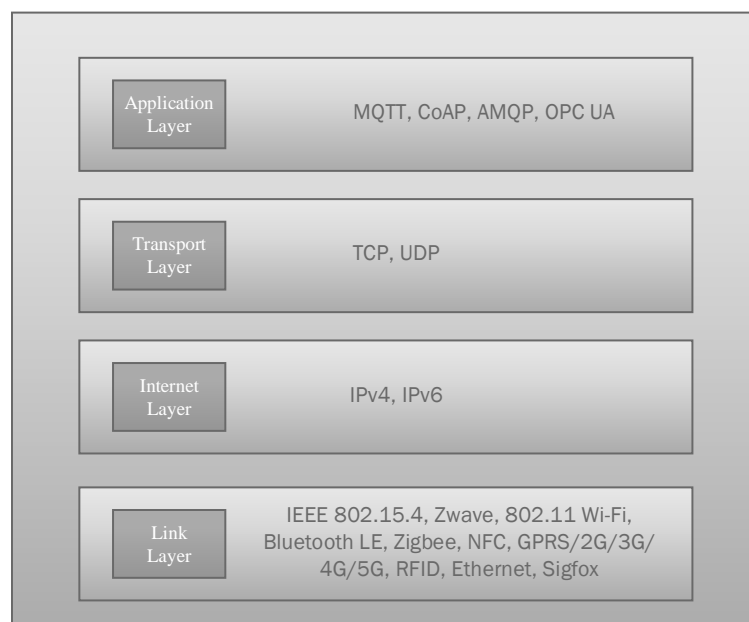 Application
Layer
MQTT, CoAP, AMQP, OPC UA
Transport
Layer
TCP, UDP
Internet
Layer
IPv4, IPv6
Link
Layer
IEEE 802.15.4, Zwave, 802.11 Wi-Fi,
Bluetooth LE, Zigbee, NFC, GPRS/2G/3G/
4G/5G, RFID, Ethernet, Sigfox